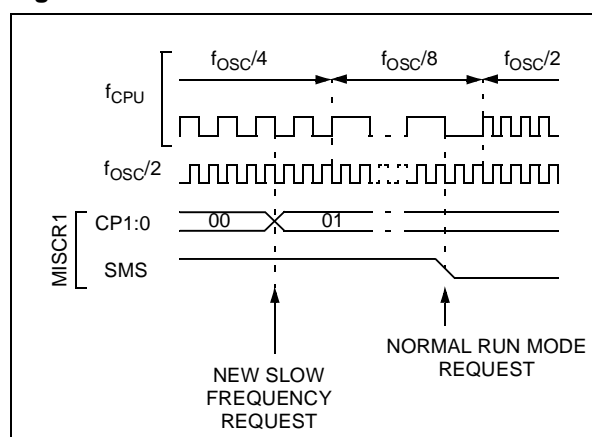 fOSC/4 fOSC/8 fOSC/2
fCPU
fOSC/2
MISCR1
CP1:0 00 01
SMS
NEW SLOW
FREQUENCY
REQUEST
NORMAL RUN MODE
REQUEST